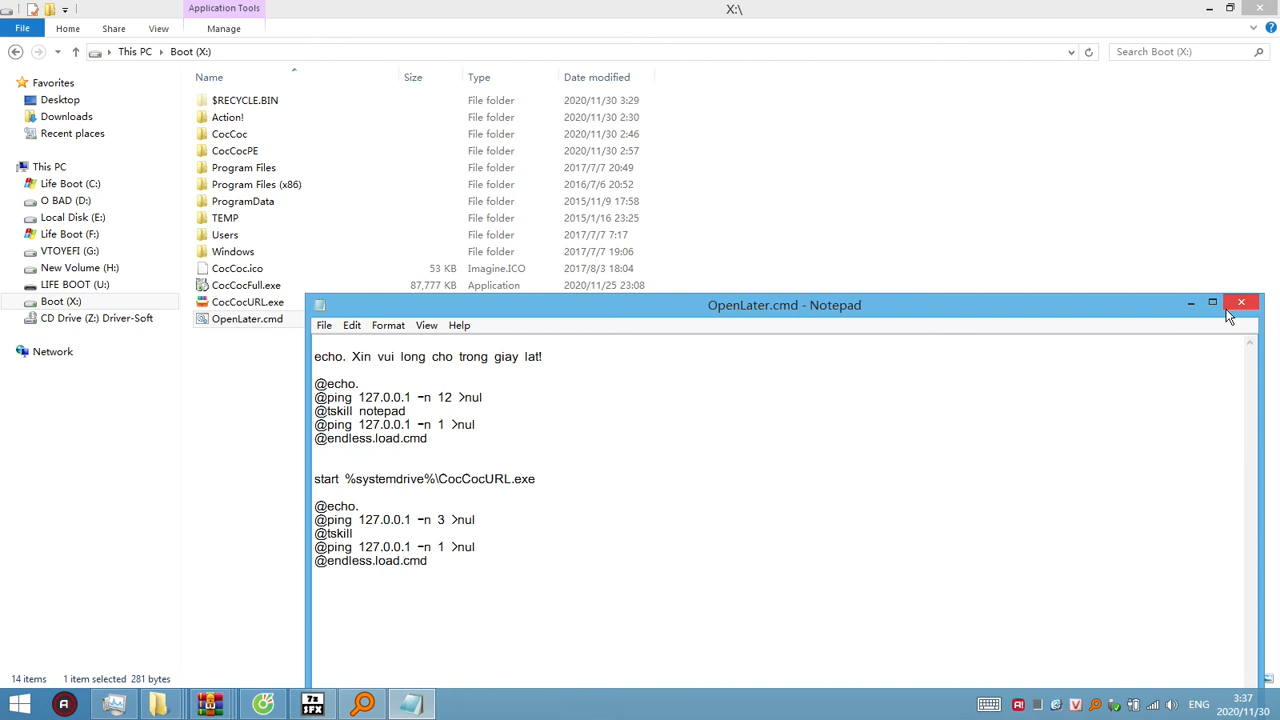 Application Tools
X:\
File Home Share View Manage
This PC Boot (X:) Search Boot (X:)
Favorites
Desktop
Downloads
Recent places
This PC
Life Boot (C:)
O BAD (D:)
Local Disk (E:)
Life Boot (F:)
VTOYEFI (G:)
New Volume (H:)
LIFE BOOT (U:)
Boot (X:)
CD Drive (Z:) Driver-Soft
Network
Name Size Type Date modified
$RECYCLE.BIN File folder 2020/11/30 3:29
Action! File folder 2020/11/30 2:30
CocCoc File folder 2020/11/30 2:46
CocCocPE File folder 2020/11/30 2:57
Program Files File folder 2017/7/7 20:49
Program Files (x86) File folder 2016/7/6 20:52
ProgramData File folder 2015/11/9 17:58
TEMP File folder 2015/1/16 23:25
Users File folder 2017/7/7 7:17
Windows File folder 2017/7/7 19:06
CocCoc.ico 53 KB Imagine.ICO 2017/8/3 18:04
CocCocFull.exe 87,777 KB Application 2020/11/25 23:08
CocCocURL.exe
OpenLater.cmd
OpenLater.cmd - Notepad
File Edit Format View Help
echo. Xin vui long cho trong giay lat!
@echo.
@ping 127.0.0.1 -n 12 >nul
@tskill notepad
@ping 127.0.0.1 -n 1 >nul
@endless.load.cmd
start %systemdrive%\CocCocURL.exe
@echo.
@ping 127.0.0.1 -n 3 >nul
@tskill
@ping 127.0.0.1 -n 1 >nul
@endless.load.cmd
14 items 1 item selected 281 bytes
7z
SFX
ENG
3:37
2020/11/30